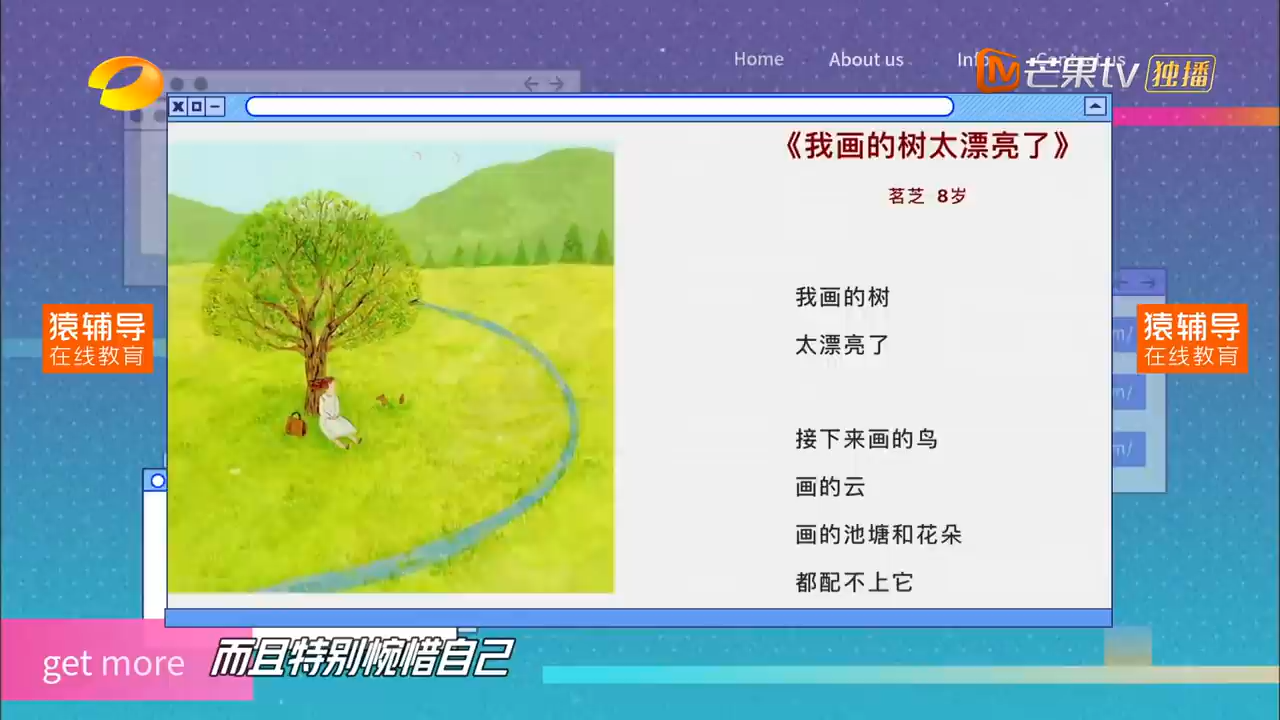 Home About us Info Contact us
芒果tv 独播
《我画的树太漂亮了》
茗芝 8岁
我画的树
太漂亮了
接下来画的鸟
画的云
画的池塘和花朵
都配不上它
猿辅导
在线教育
猿辅导
在线教育
m/
m/
m/
get more
而且特别惋惜自己